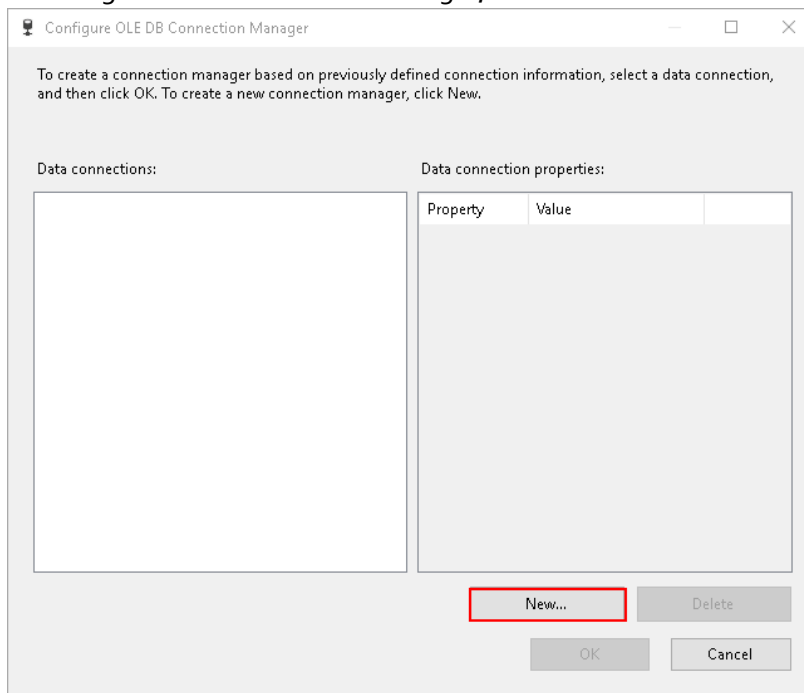 Configure OLE DB Connection Manager
To create a connection manager based on previously defined connection information, select a data connection,
and then click OK. To create a new connection manager, click New.
Data connections:
Data connection properties:
Property Value
New...
Delete
OK
Cancel